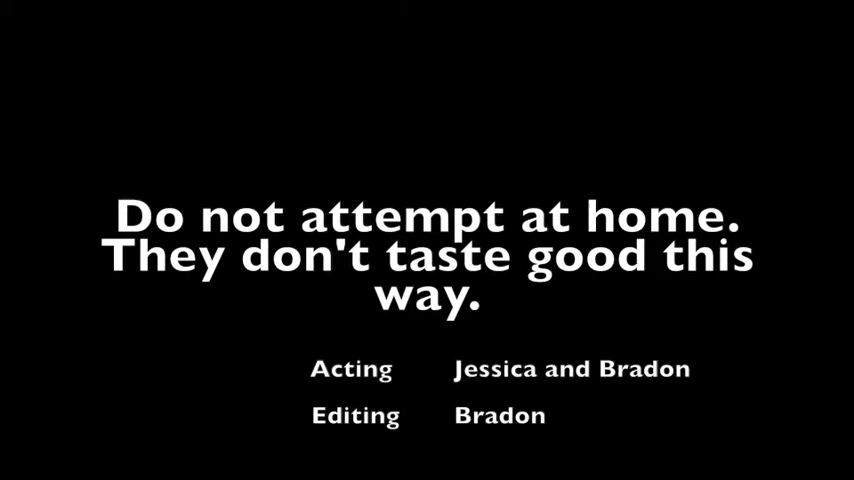 Do not attempt at home.
They don't taste good this
way.
Acting Jessica and Bradon
Editing Bradon